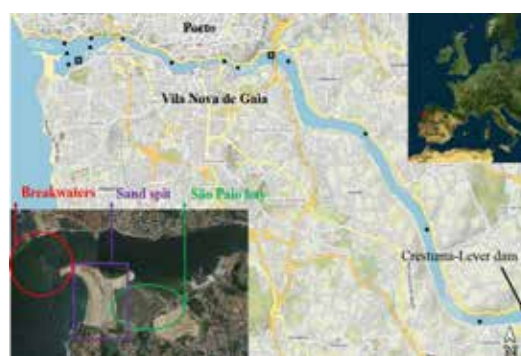 Porto
Vila Nova de Gaia
Breakwaters
Sand spit
São Paio bay
Crestuma-Lever dam
N